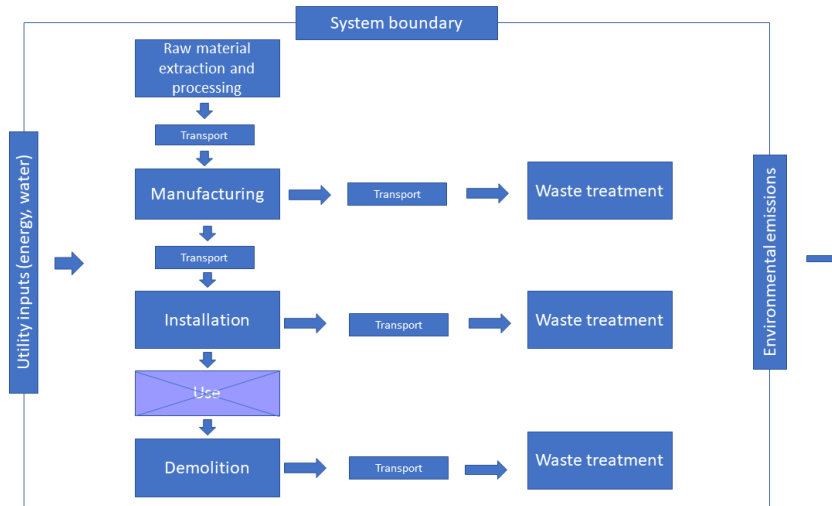 System boundary
Raw material
extraction and
processing
Transport
Manufacturing
Transport
Waste treatment
Transport
Installation
Transport
Waste treatment
Use
Demolition
Transport
Waste treatment
Utility inputs (energy, water)
Environmental emissions